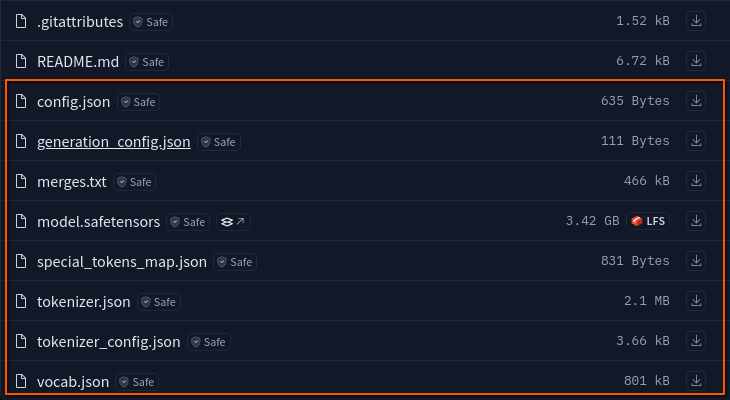 .gitattributes Safe 1.52 kB
README.md Safe 6.72 kB
config.json Safe 635 Bytes
generation_config.json Safe 111 Bytes
merges.txt Safe 466 kB
model.safetensors Safe 3.42 GB LFS
special_tokens_map.json Safe 831 Bytes
tokenizer.json Safe 2.1 MB
tokenizer_config.json Safe 3.66 kB
vocab.json Safe 801 kB